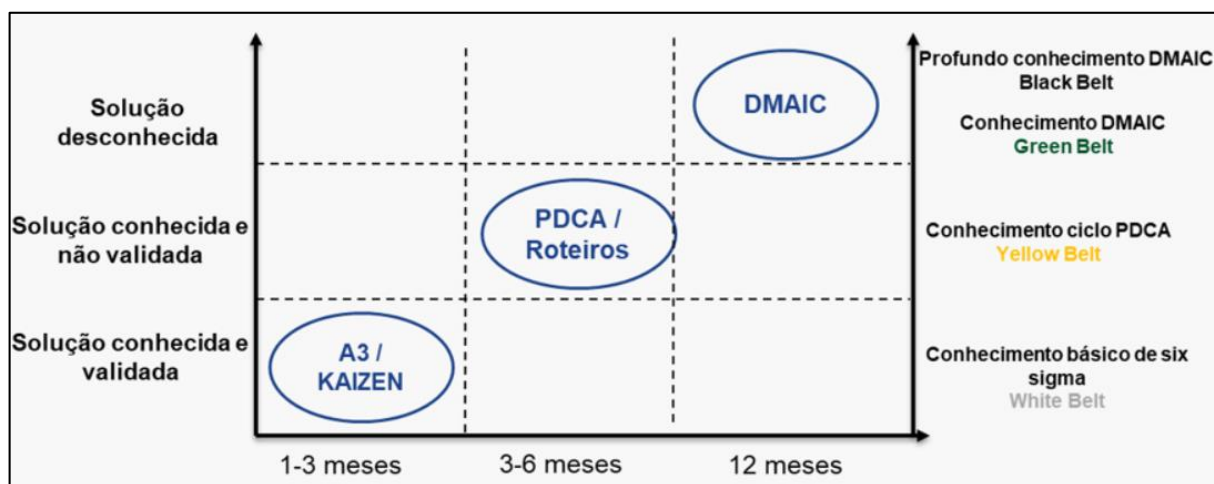 Solução
desconhecida
Solução conhecida e
não validada
Solução conhecida e
validada
DMAIC
PDCA /
Roteiros
A3 /
KAIZEN
Profundo conhecimento DMAIC
Black Belt
Conhecimento DMAIC
Green Belt
Conhecimento ciclo PDCA
Yellow Belt
Conhecimento básico de six
sigma
White Belt
1-3 meses
3-6 meses
12 meses